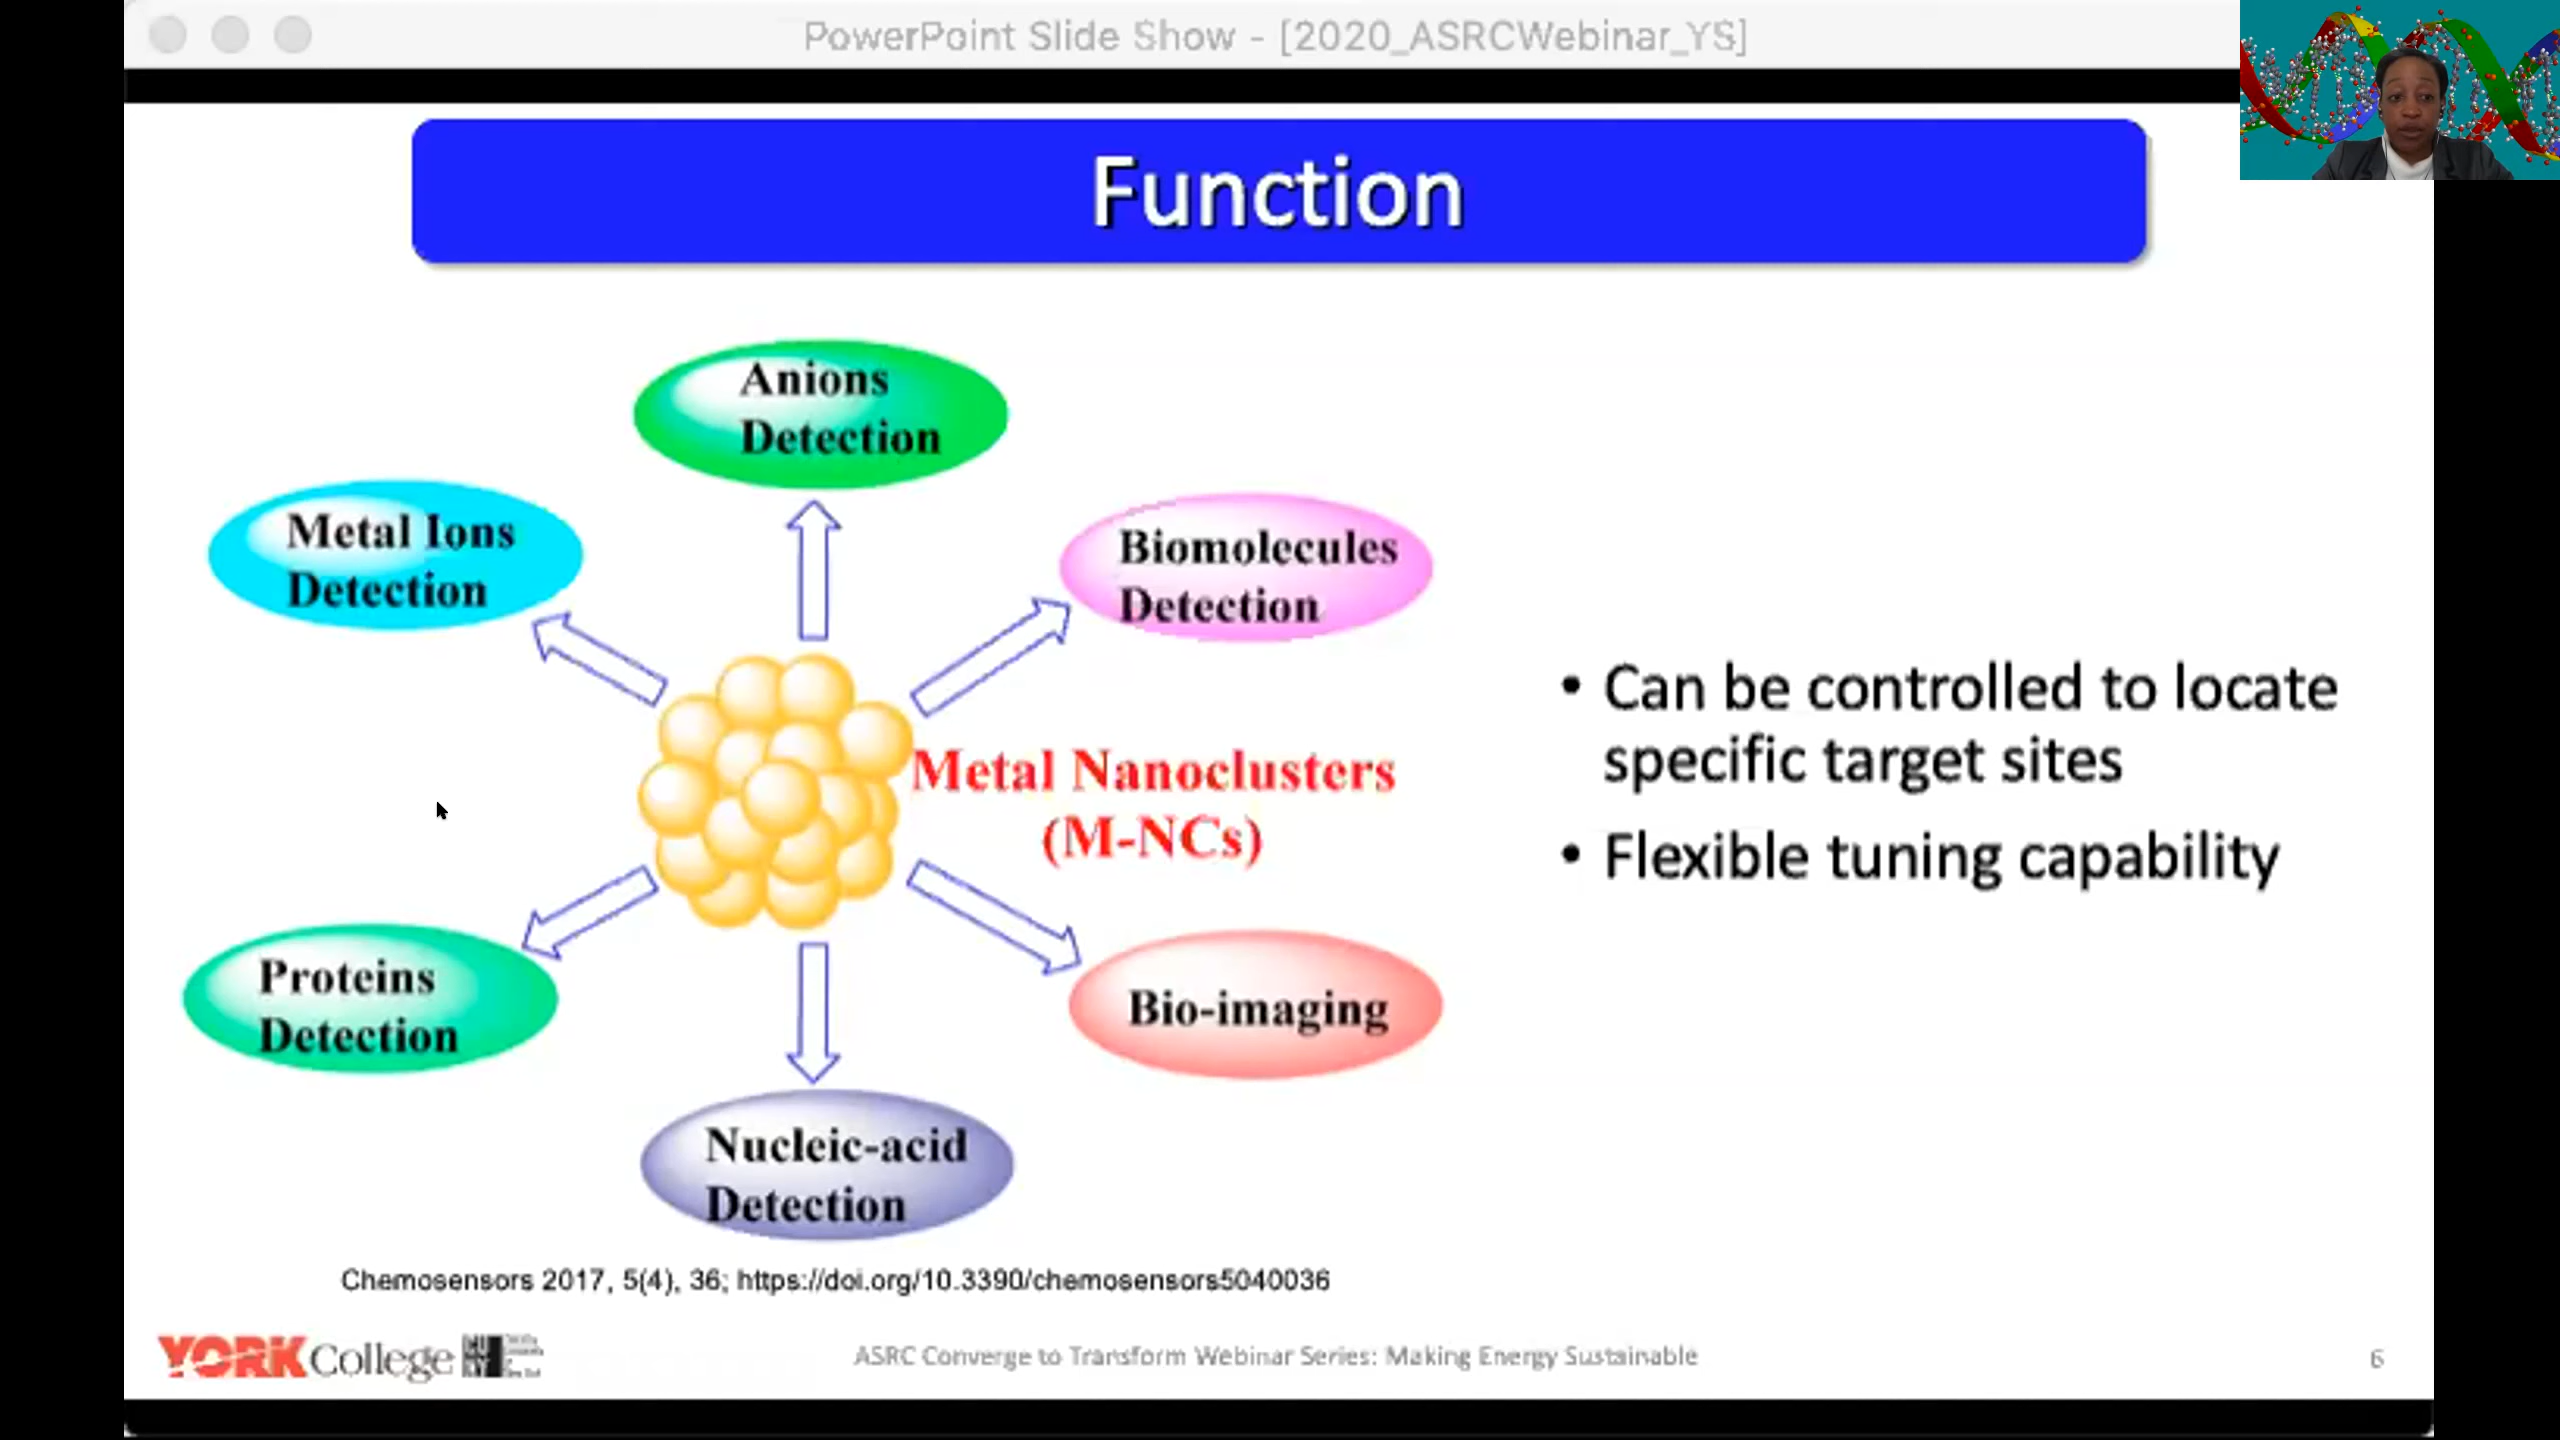 PowerPoint Slide Show - [2020_ASRCWebinar_YS]
Function
Anions
Detection
Metal Ions
Detection
Biomolecules
Detection
Metal Nanoclusters
(M-NCs)
Proteins
Detection
Bio-imaging
Nucleic-acid
Detection
• Can be controlled to locate
specific target sites
• Flexible tuning capability
Chemosensors 2017, 5(4), 36; https://doi.org/10.3390/chemosensors5040036
YORK College
ASRC Converge to Transform Webinar Series: Making Energy Sustainable
6